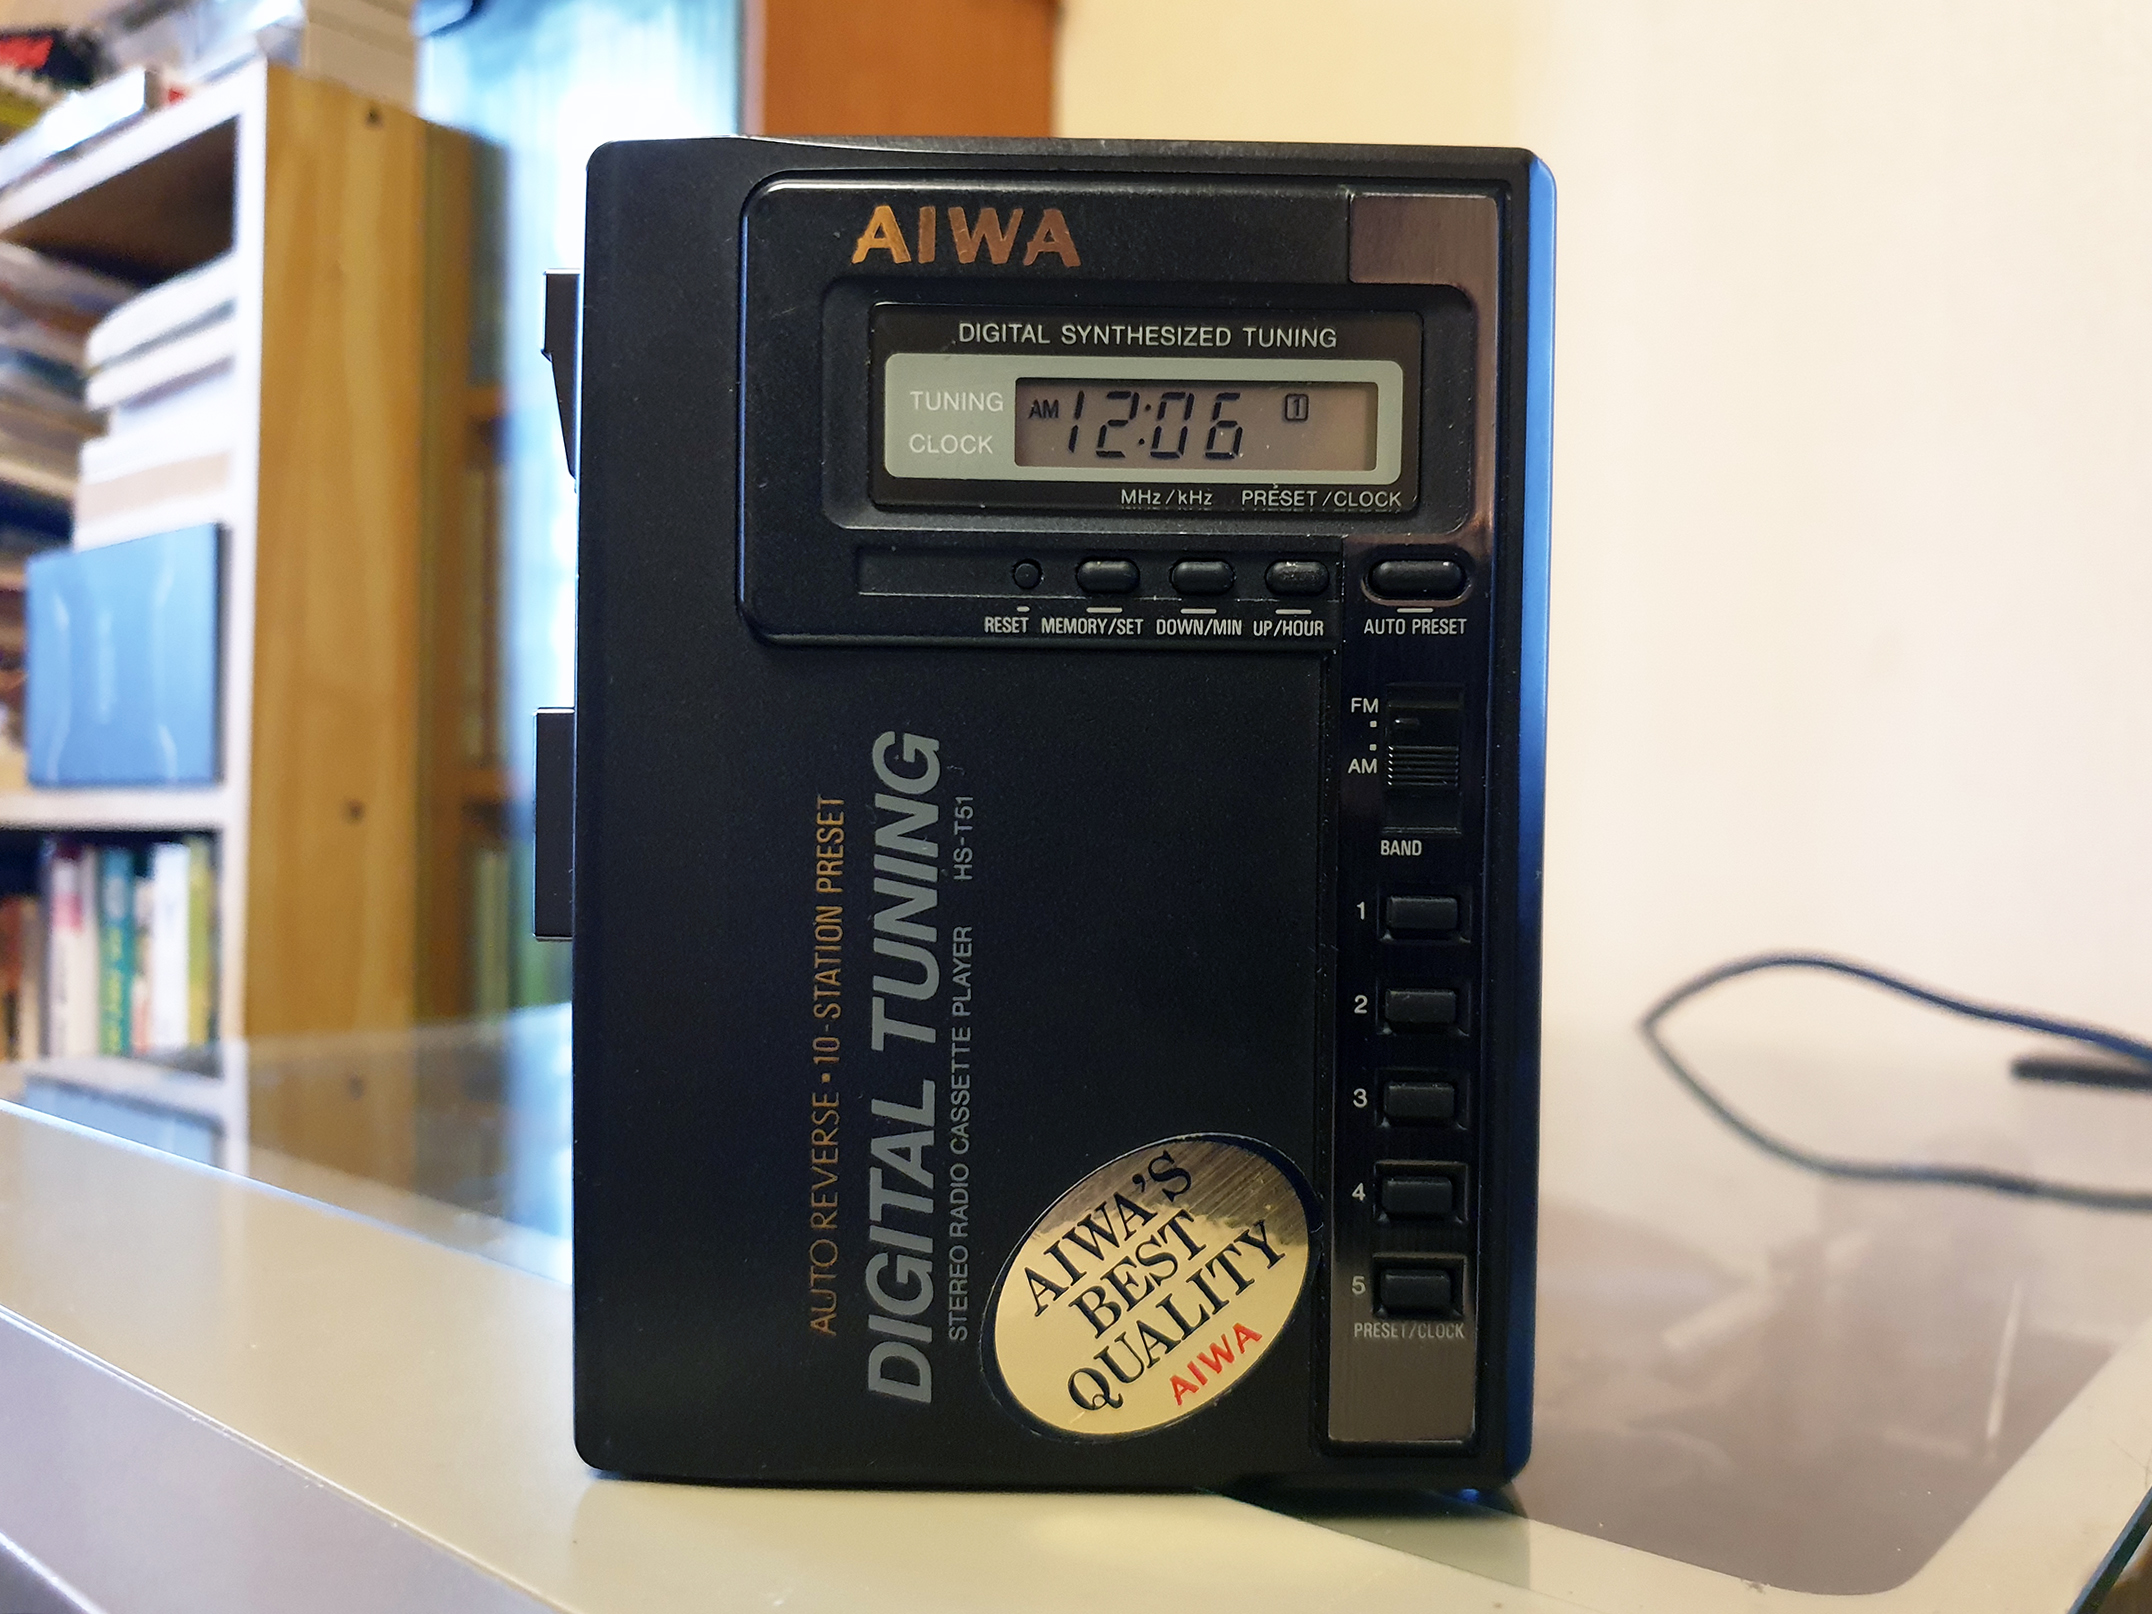 AIWA
DIGITAL SYNTHESIZED TUNING
TUNING
CLOCK
AM 12:06 1
MHz/kHz PRESET/CLOCK
RESET MEMORY/SET DOWN/MIN UP/HOUR AUTO PRESET
FM
AM
BAND
1
2
3
4
5
PRESET/CLOCK
AUTO REVERSE•10-STATION PRESET
DIGITAL TUNING
STEREO RADIO CASSETTE PLAYER HS-T51
AIWA'S
BEST
QUALITY
AIWA